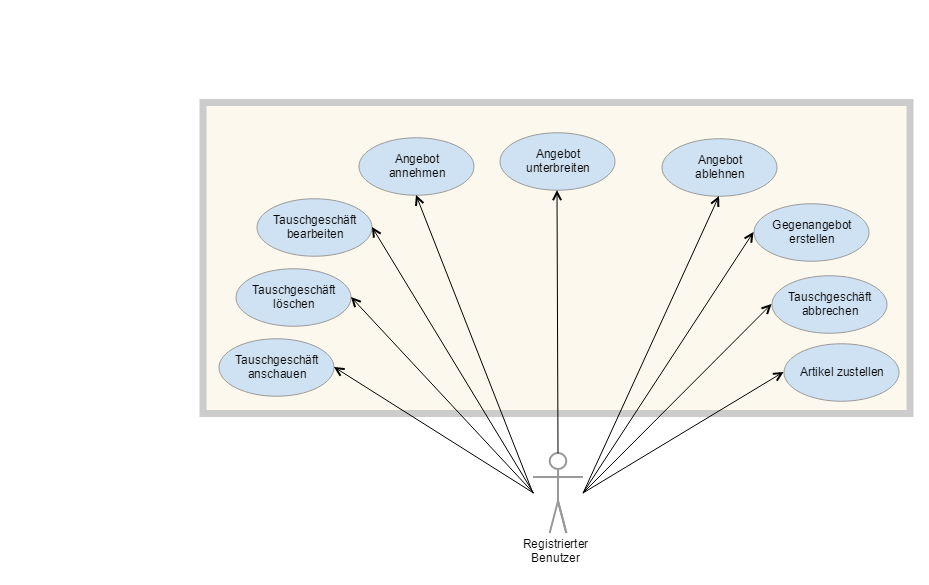 Angebot
annehmen
Angebot
unterbreiten
Angebot
ablehnen
Tauschgeschäft
bearbeiten
Gegenangebot
erstellen
Tauschgeschäft
löschen
Tauschgeschäft
abbrechen
Tauschgeschäft
anschauen
Artikel zustellen
Registrierter
Benutzer